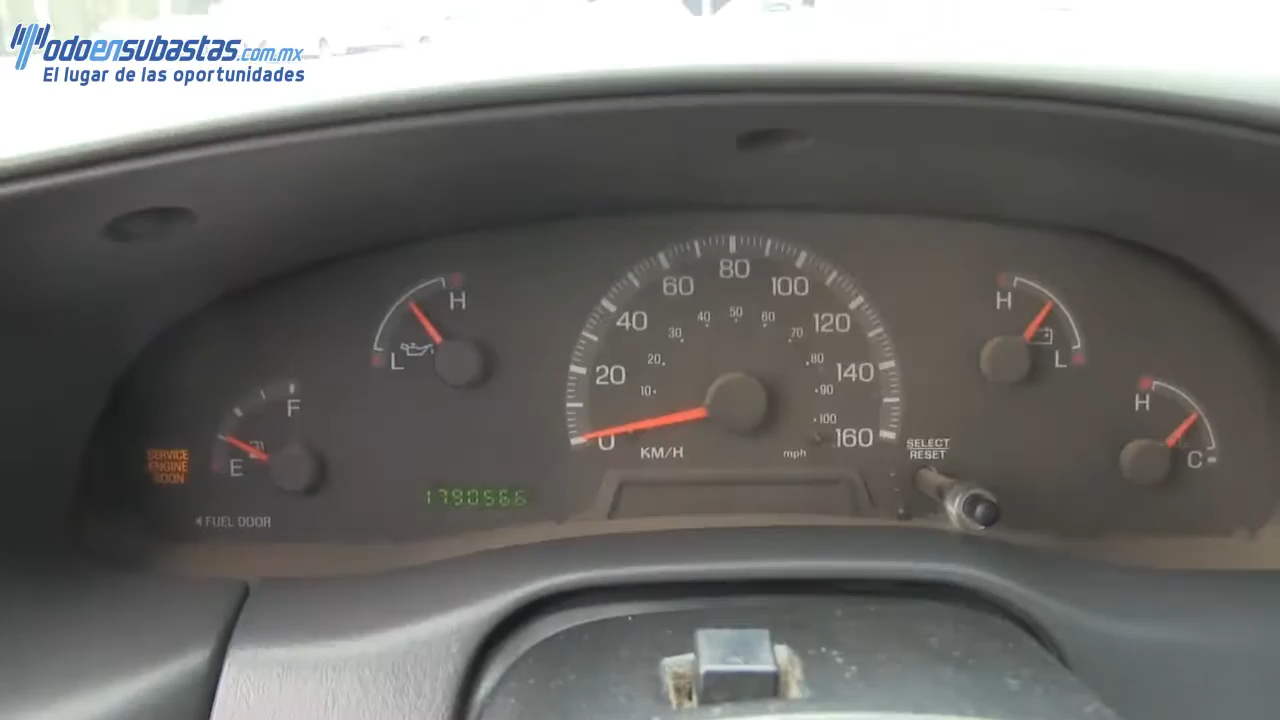 Todoensubastas.com.mx
El lugar de las oportunidades
H
L
F
E
SERVICE
ENGINE
SOON
FUEL DOOR
1790566
0
20
40
60
80
100
120
140
160
10
20
30
40
50
60
70
80
90
100
KM/H
mph
SELECT
RESET
H
L
H
C